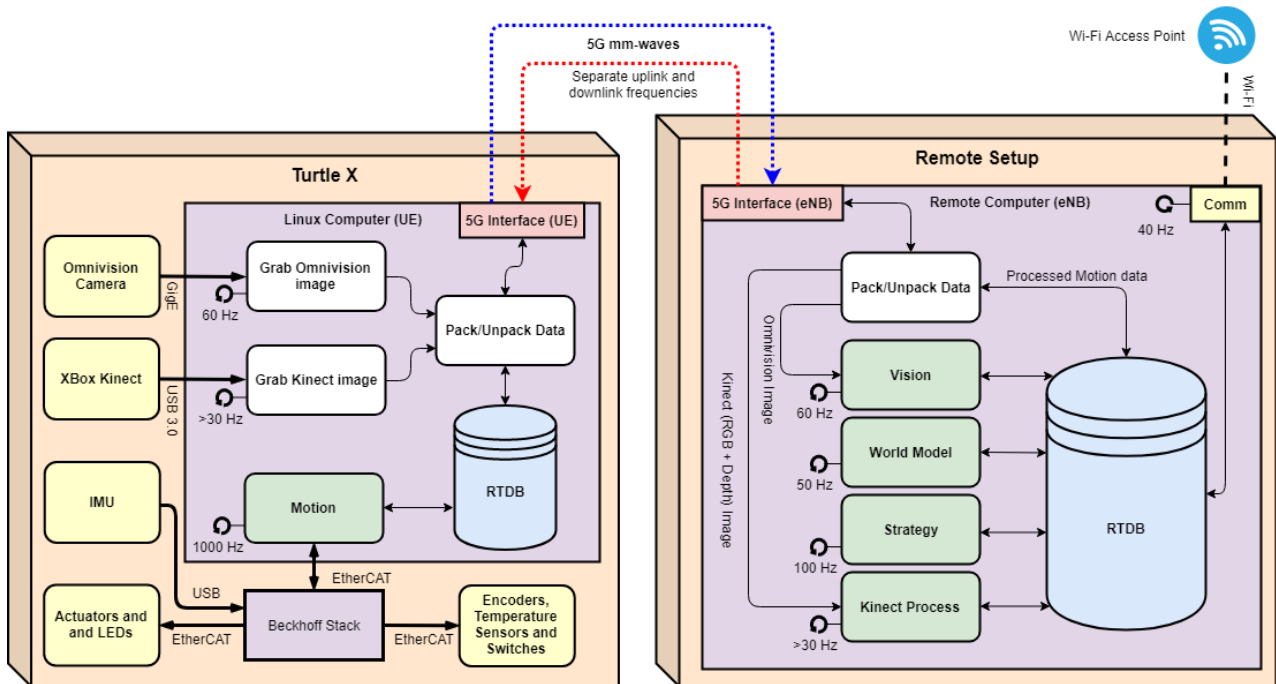 5G mm-waves
Separate uplink and
downlink frequencies
Wi-Fi Access Point
Wi-Fi
Turtle X
Linux Computer (UE)
5G Interface (UE)
Omnivision
Camera
GigE
Grab Omnivision
image
60 Hz
Pack/Unpack Data
XBox Kinect
USB 3.0
Grab Kinect image
>30 Hz
RTDB
IMU
Motion
1000 Hz
EtherCAT
USB
Actuators and
and LEDs
EtherCAT
Beckhoff Stack
EtherCAT
Encoders,
Temperature
Sensors and
Switches
Remote Setup
5G Interface (eNB)
Remote Computer (eNB)
Comm
40 Hz
Pack/Unpack Data
Processed Motion data
Omnivision Image
Kinect (RGB + Depth) Image
Vision
60 Hz
World Model
50 Hz
Strategy
100 Hz
Kinect Process
>30 Hz
RTDB